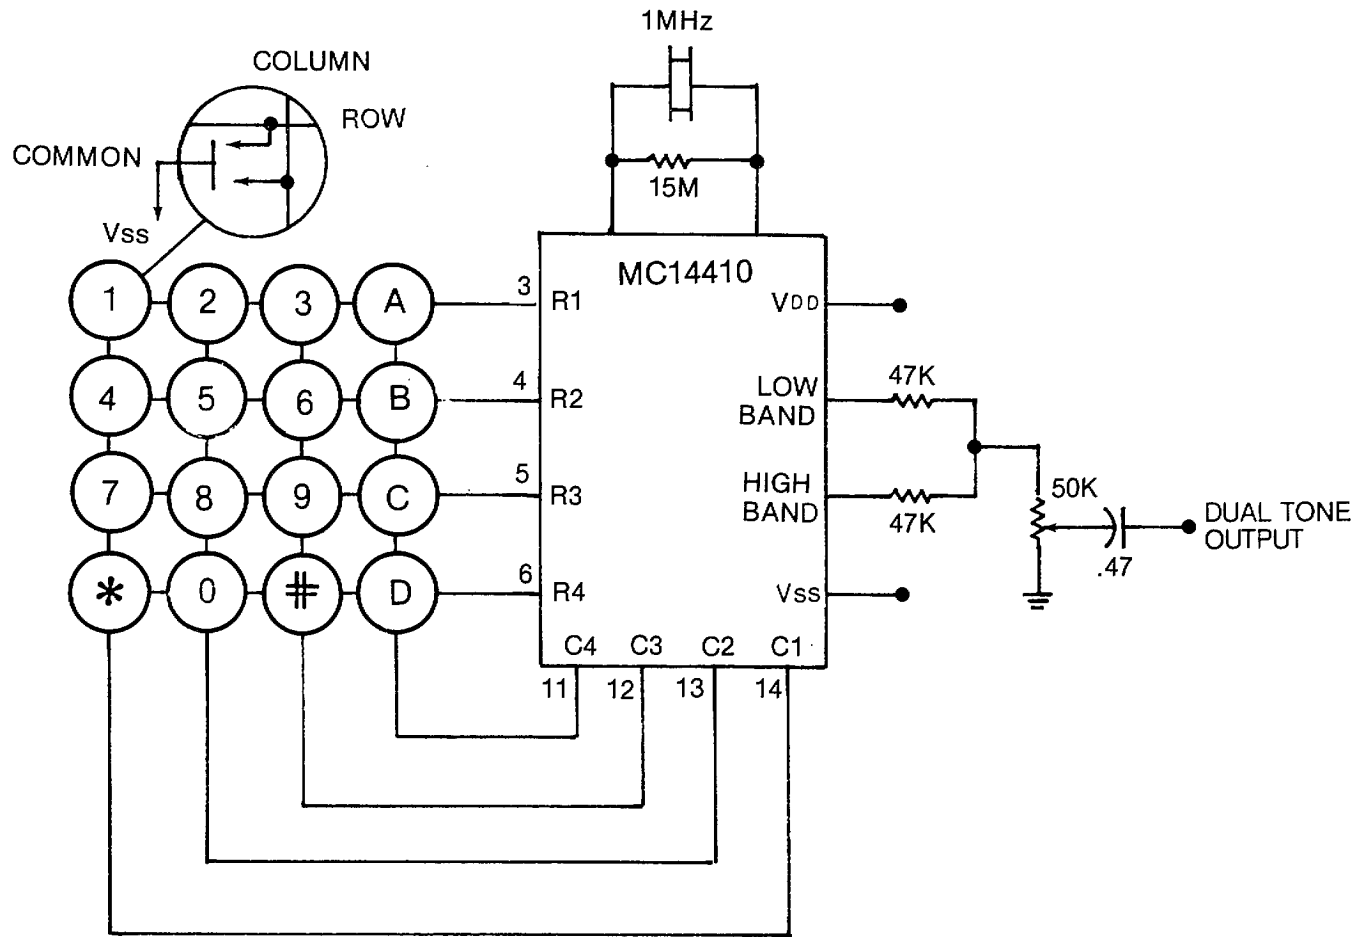 1MHz
COLUMN
ROW
COMMON
15M
Vss
MC14410
1 2 3 A
3 R1
VDD
4 5 6 B
4 R2
LOW
BAND
47K
7 8 9 C
5 R3
HIGH
BAND
47K
50K
DUAL TONE
OUTPUT
.47
* 0 # D
6 R4
Vss
C4 C3 C2 C1
11 12 13 14